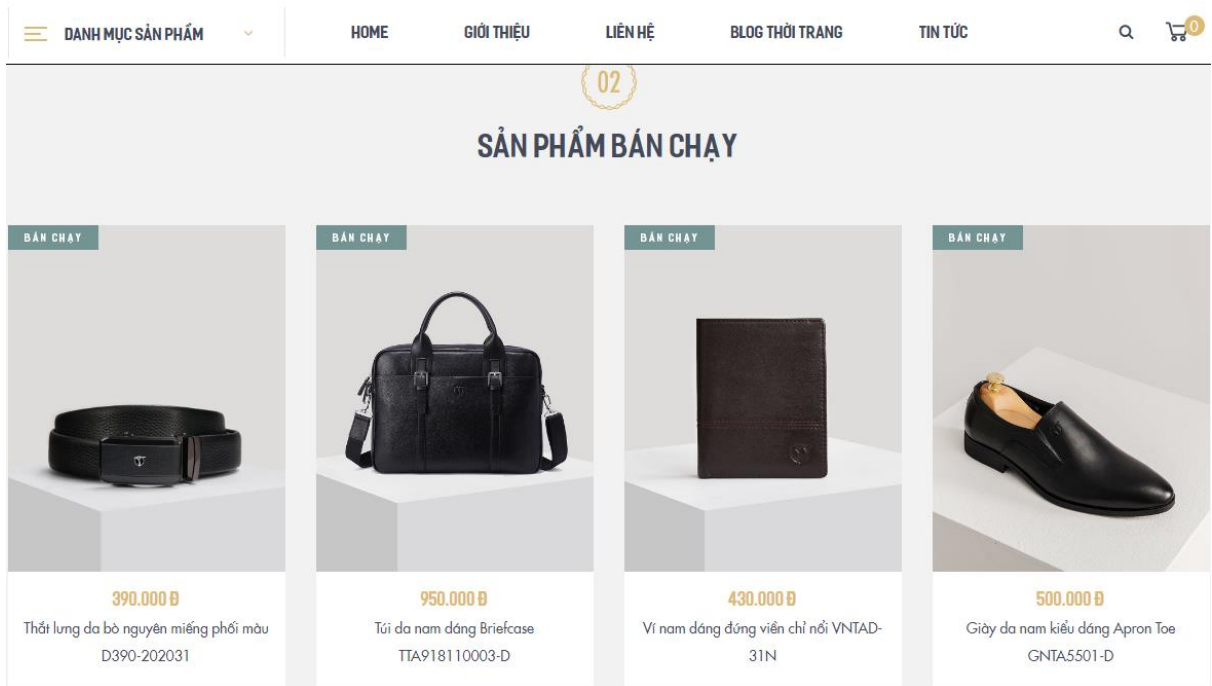 DANH MỤC SẢN PHẨM
HOME
GIỚI THIỆU
LIÊN HỆ
BLOG THỜI TRANG
TIN TỨC
0
02
SẢN PHẨM BÁN CHẠY
BÁN CHẠY
BÁN CHẠY
BÁN CHẠY
BÁN CHẠY
390.000 Đ
Thắt lưng da bò nguyên miếng phối màu
D390-202031
950.000 Đ
Túi da nam dáng Briefcase
TTA918110003-D
430.000 Đ
Ví nam dáng đứng viền chỉ nổi VNTAD-
31N
500.000 Đ
Giày da nam kiểu dáng Apron Toe
GNTA5501-D